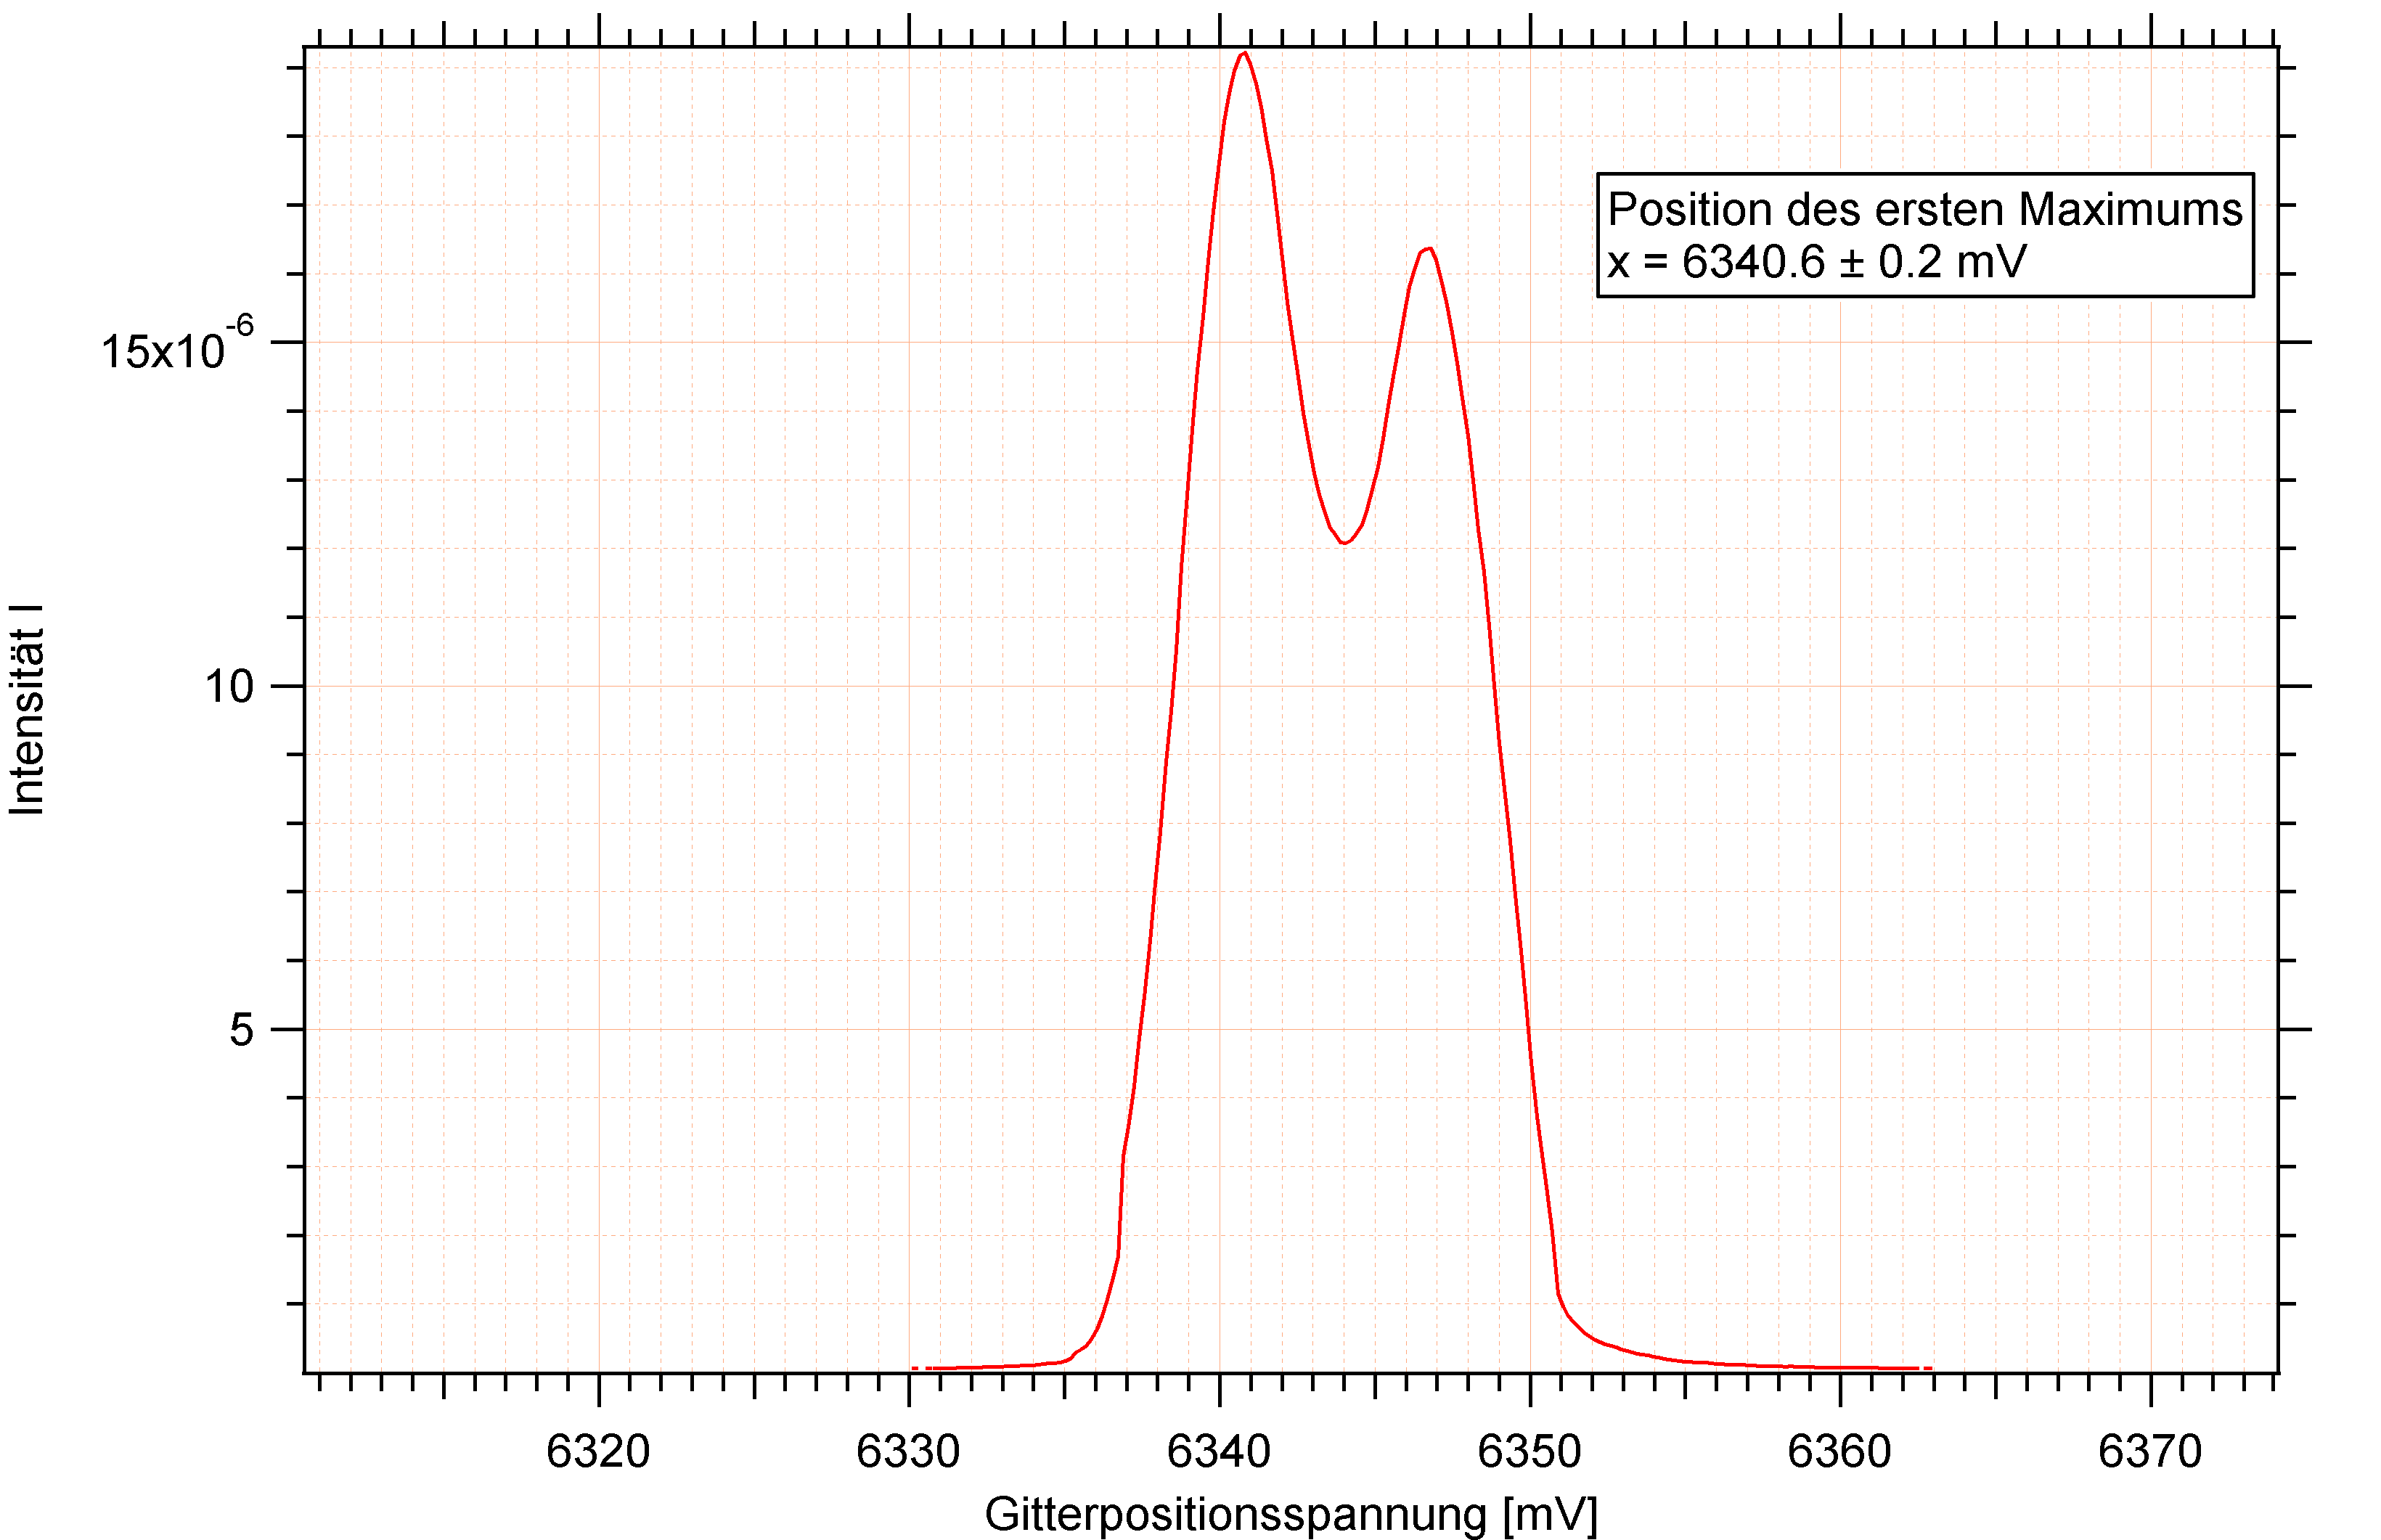 Position des ersten Maximums
x = 6340.6 ± 0.2 mV
15x10⁻⁶
10
5
Intensität I
6320 6330 6340 6350 6360 6370
Gitterpositionsspannung [mV]